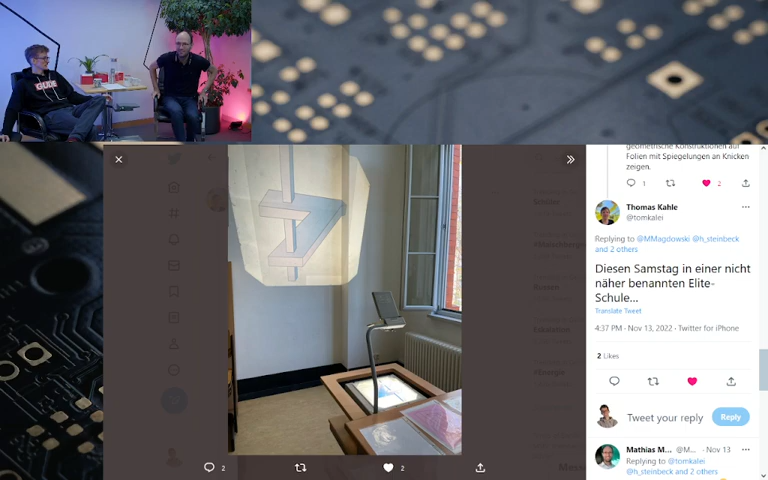 geometrische Konstruktionen auf
Folien mit Spiegelungen an Knicken
zeigen.
1
2
Thomas Kahle
@tomkalei
Replying to @MMagdowski @h_steinbeck
and 2 others
Diesen Samstag in einer nicht
näher benannten Elite-
Schule...
Translate Tweet
4:37 PM · Nov 13, 2022 · Twitter for iPhone
2 Likes
Tweet your reply
Reply
Mathias M... @M... · Nov 13
Replying to @tomkalei
@h_steinbeck and 2 others
2
2